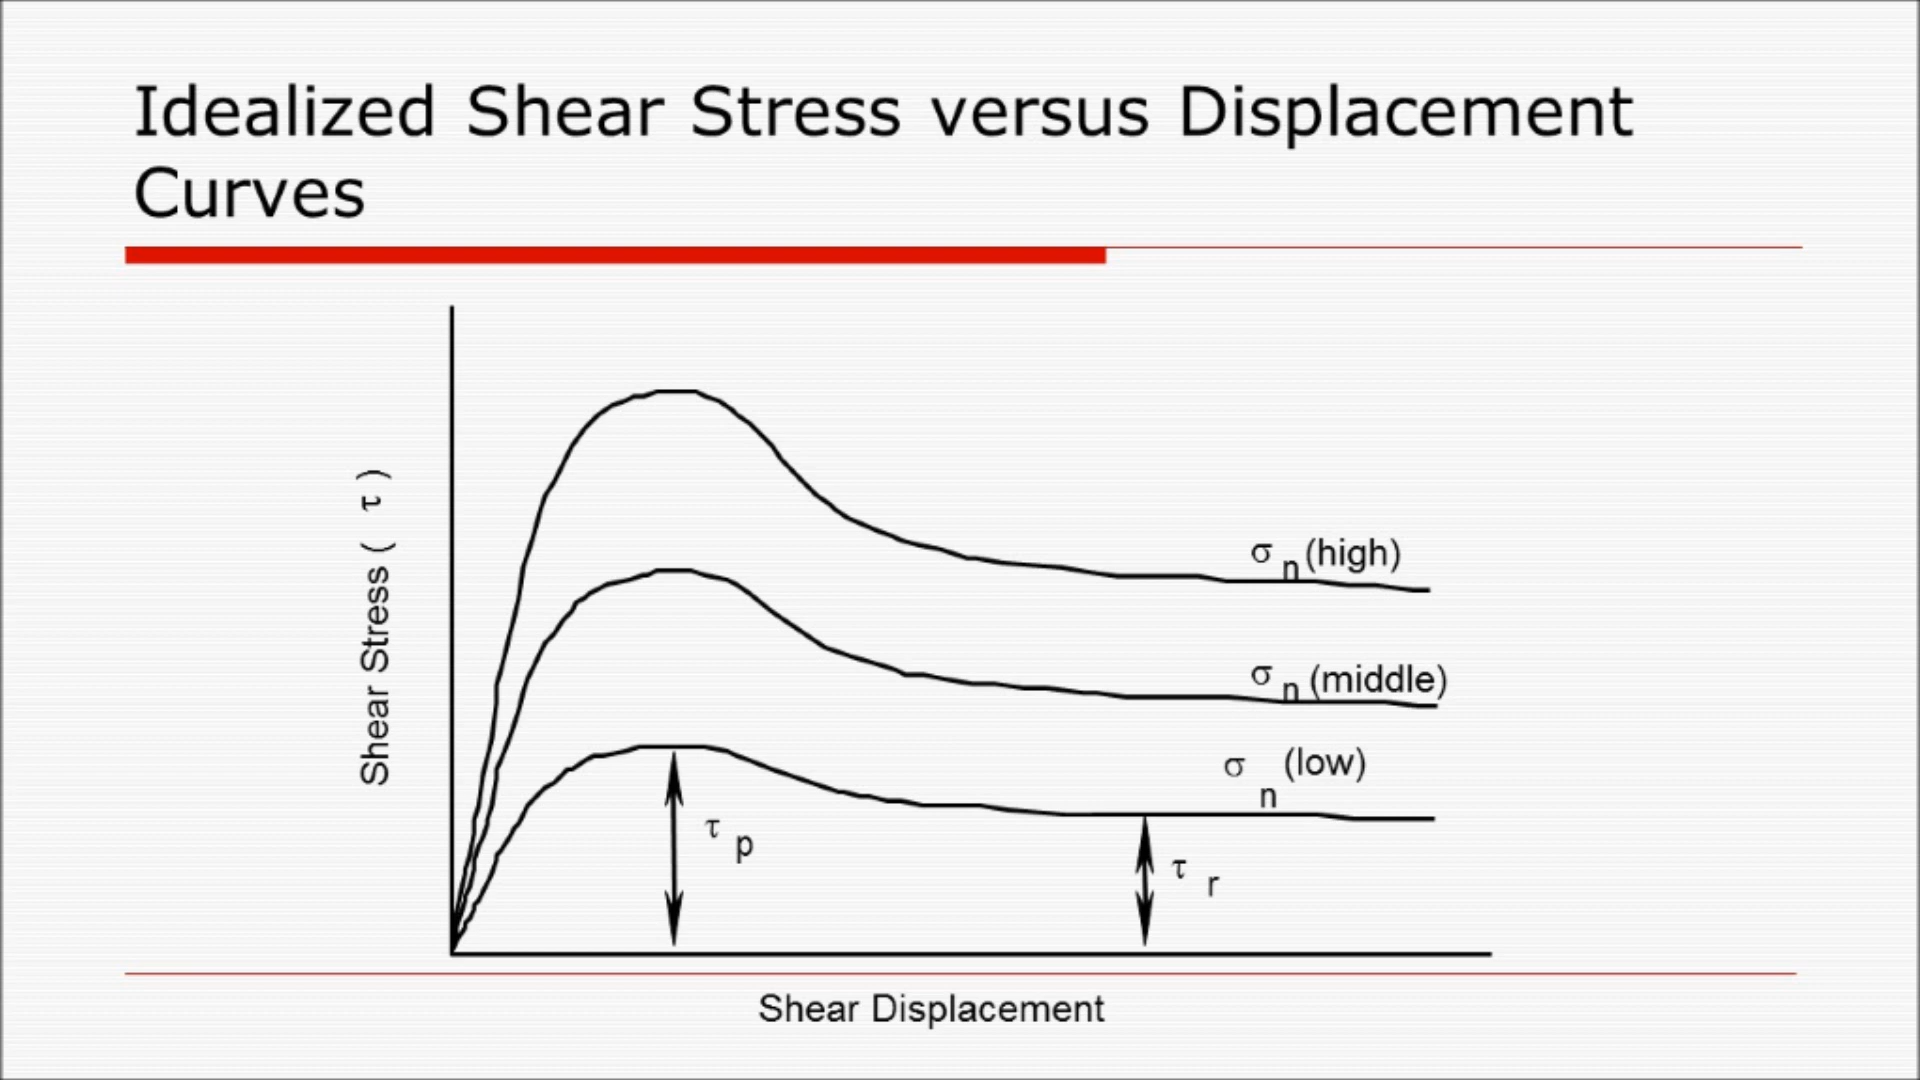 Idealized Shear Stress versus Displacement
Curves
Shear Stress ( τ )
σ n (high)
σ n (middle)
σ n (low)
τ p
τ r
Shear Displacement